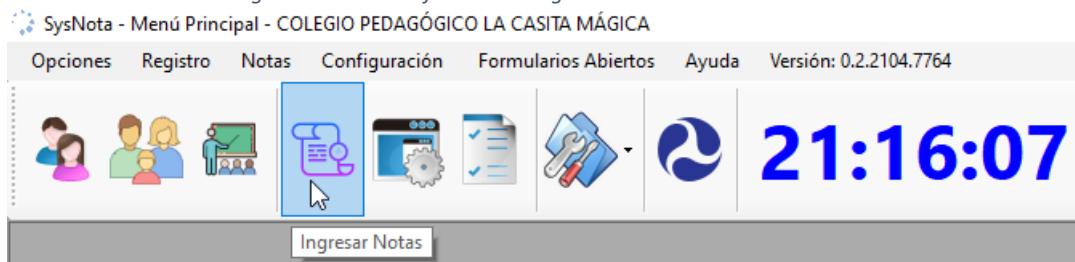 SysNota - Menú Principal - COLEGIO PEDAGÓGICO LA CASITA MÁGICA
Opciones Registro Notas Configuración Formularios Abiertos Ayuda Versión: 0.2.2104.7764
21:16:07
Ingresar Notas